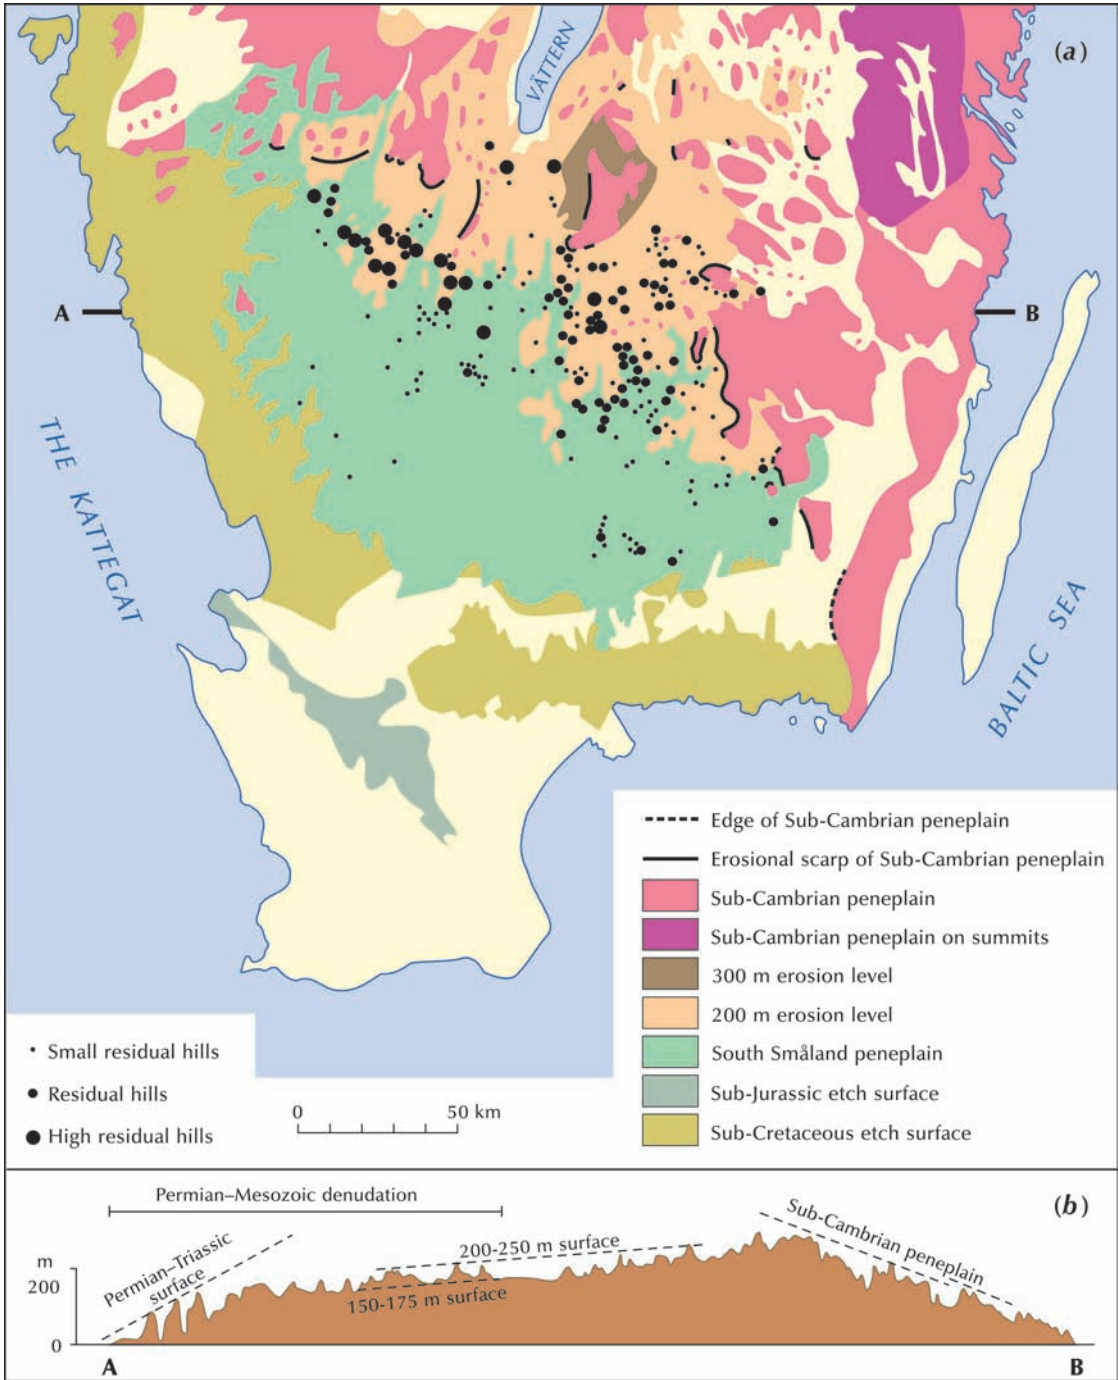 (a)
VÄTTERN
A
B
THE KATTEGAT
BALTIC SEA
Edge of Sub-Cambrian peneplain
Erosional scarp of Sub-Cambrian peneplain
Sub-Cambrian peneplain
Sub-Cambrian peneplain on summits
300 m erosion level
200 m erosion level
South Småland peneplain
Sub-Jurassic etch surface
Sub-Cretaceous etch surface
Small residual hills
Residual hills
High residual hills
0 50 km
(b)
Permian–Mesozoic denudation
Permian–Triassic
surface
200-250 m surface
150-175 m surface
Sub-Cambrian peneplain
m
200
0
A
B